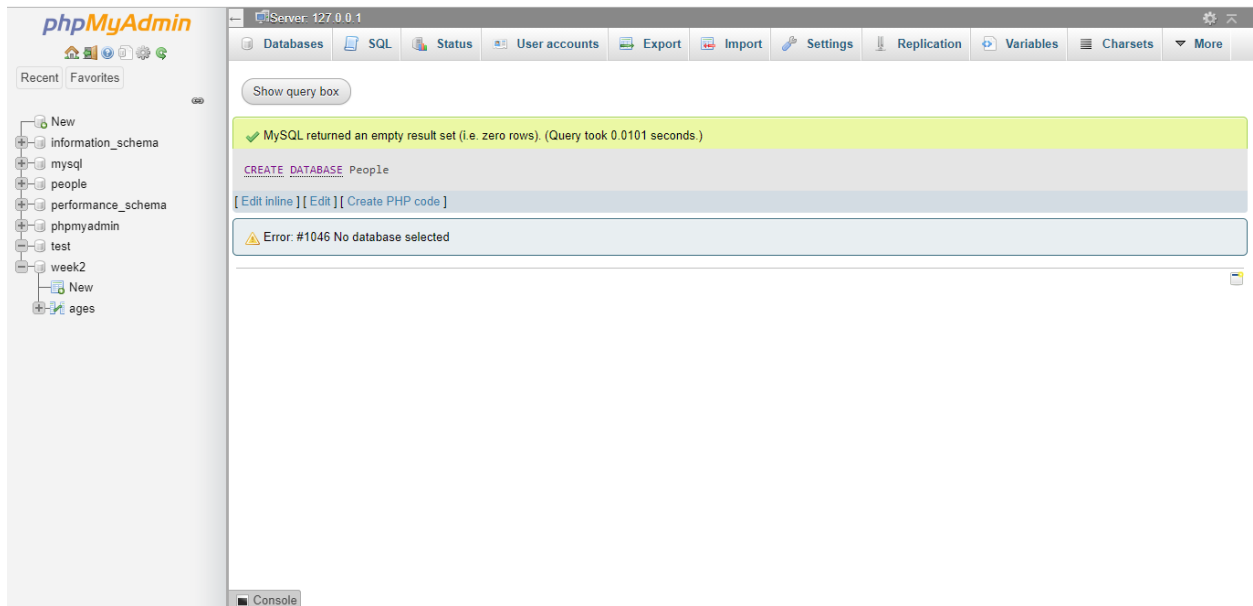 phpMyAdmin
Recent Favorites
New
information_schema
mysql
people
performance_schema
phpmyadmin
test
week2
New
ages
Server: 127.0.0.1
Databases SQL Status User accounts Export Import Settings Replication Variables Charsets More
Show query box
MySQL returned an empty result set (i.e. zero rows). (Query took 0.0101 seconds.)
CREATE DATABASE People
[ Edit inline ] [ Edit ] [ Create PHP code ]
Error: #1046 No database selected
Console